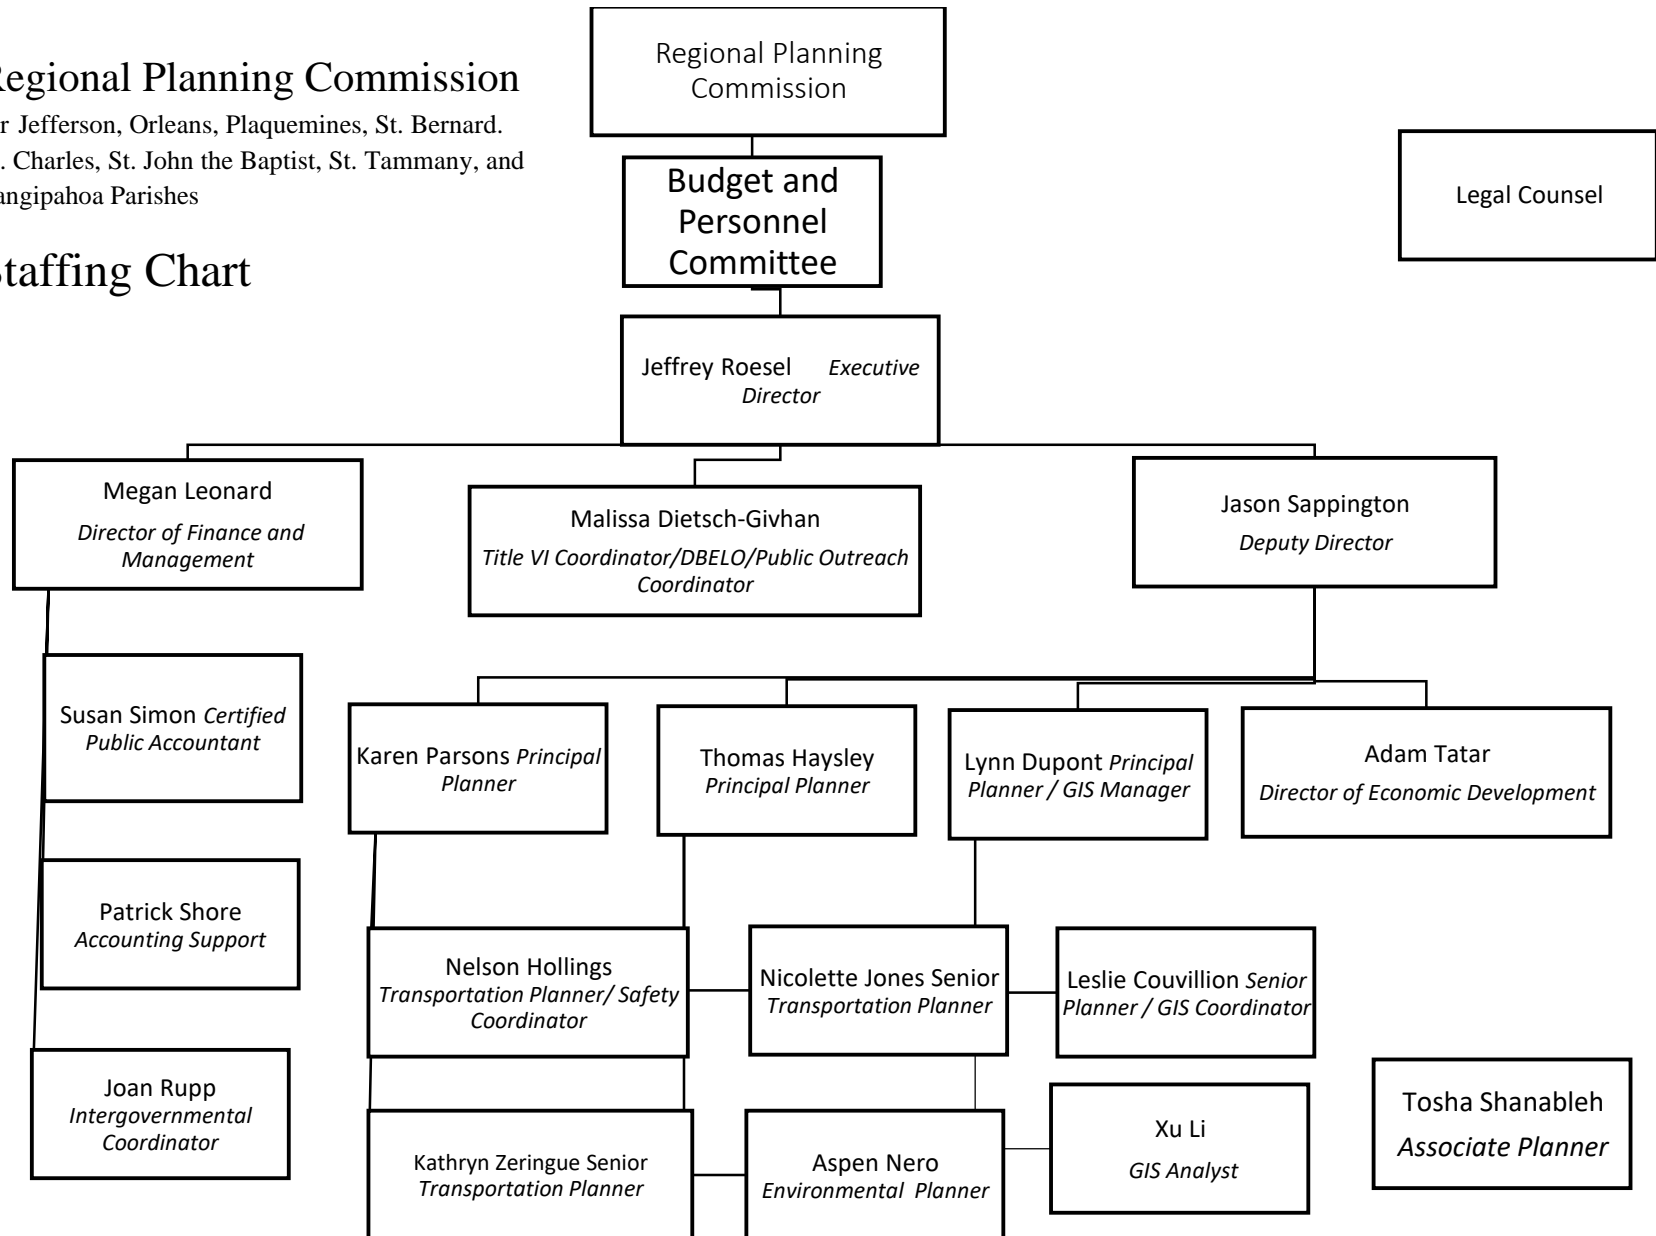 Regional Planning Commission
r Jefferson, Orleans, Plaquemines, St. Bernard.
. Charles, St. John the Baptist, St. Tammany, and
angipahoa Parishes
Staffing Chart
Regional Planning
Commission
Legal Counsel
Budget and
Personnel
Committee
Jeffrey Roesel Executive
Director
Megan Leonard
Director of Finance and
Management
Malissa Dietsch-Givhan
Title VI Coordinator/DBELO/Public Outreach
Coordinator
Jason Sappington
Deputy Director
Susan Simon Certified
Public Accountant
Karen Parsons Principal
Planner
Thomas Haysley
Principal Planner
Lynn Dupont Principal
Planner / GIS Manager
Adam Tatar
Director of Economic Development
Patrick Shore
Accounting Support
Nelson Hollings
Transportation Planner/ Safety
Coordinator
Nicolette Jones Senior
Transportation Planner
Leslie Couvillion Senior
Planner / GIS Coordinator
Joan Rupp
Intergovernmental
Coordinator
Kathryn Zeringue Senior
Transportation Planner
Aspen Nero
Environmental Planner
Xu Li
GIS Analyst
Tosha Shanableh
Associate Planner